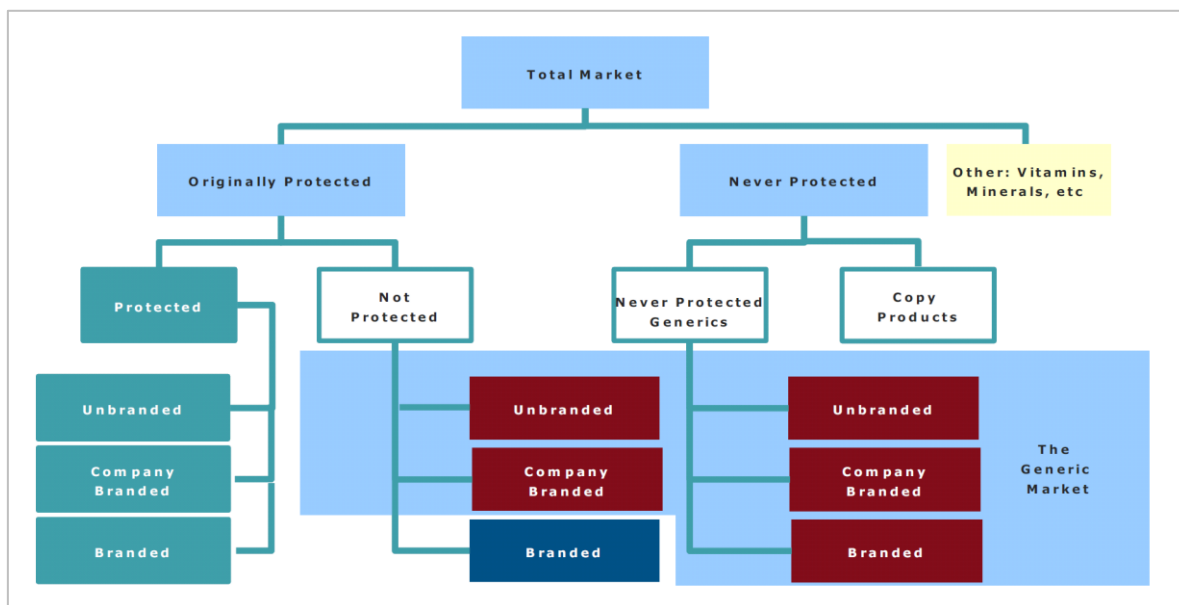 Total Market
Originally Protected
Never Protected
Other: Vitamins,
Minerals, etc
Protected
Not
Protected
Never Protected
Generics
Copy
Products
Unbranded
Unbranded
Unbranded
Company
Branded
Company
Branded
Company
Branded
The
Generic
Market
Branded
Branded
Branded